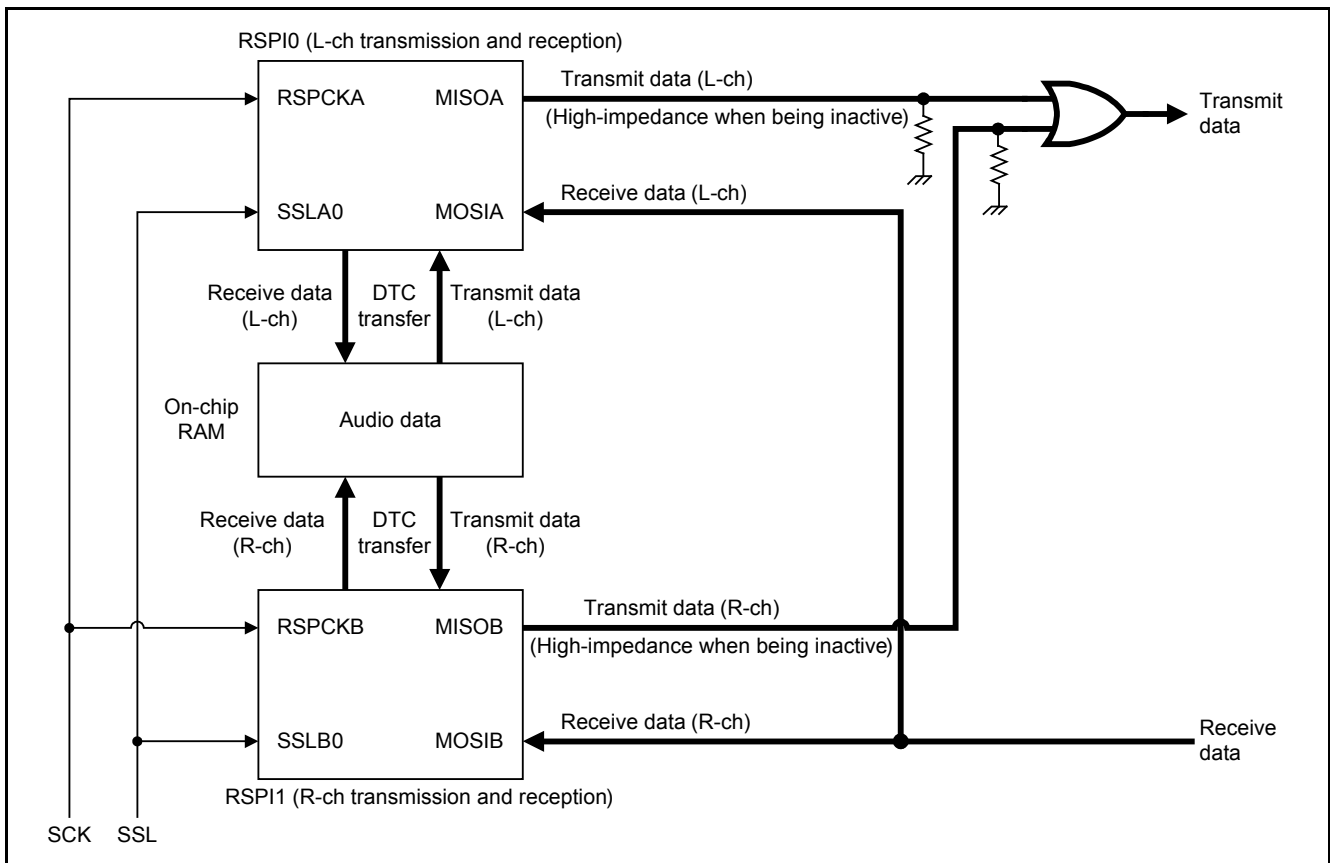 RSPI0 (L-ch transmission and reception)
RSPCKA
MISOA
Transmit data (L-ch)
(High-impedance when being inactive)
Transmit
data
SSLA0
MOSIA
Receive data (L-ch)
Receive data
(L-ch)
DTC
transfer
Transmit data
(L-ch)
On-chip
RAM
Audio data
Receive data
(R-ch)
DTC
transfer
Transmit data
(R-ch)
RSPCKB
MISOB
Transmit data (R-ch)
(High-impedance when being inactive)
SSLB0
MOSIB
Receive data (R-ch)
Receive
data
RSPI1 (R-ch transmission and reception)
SCK
SSL